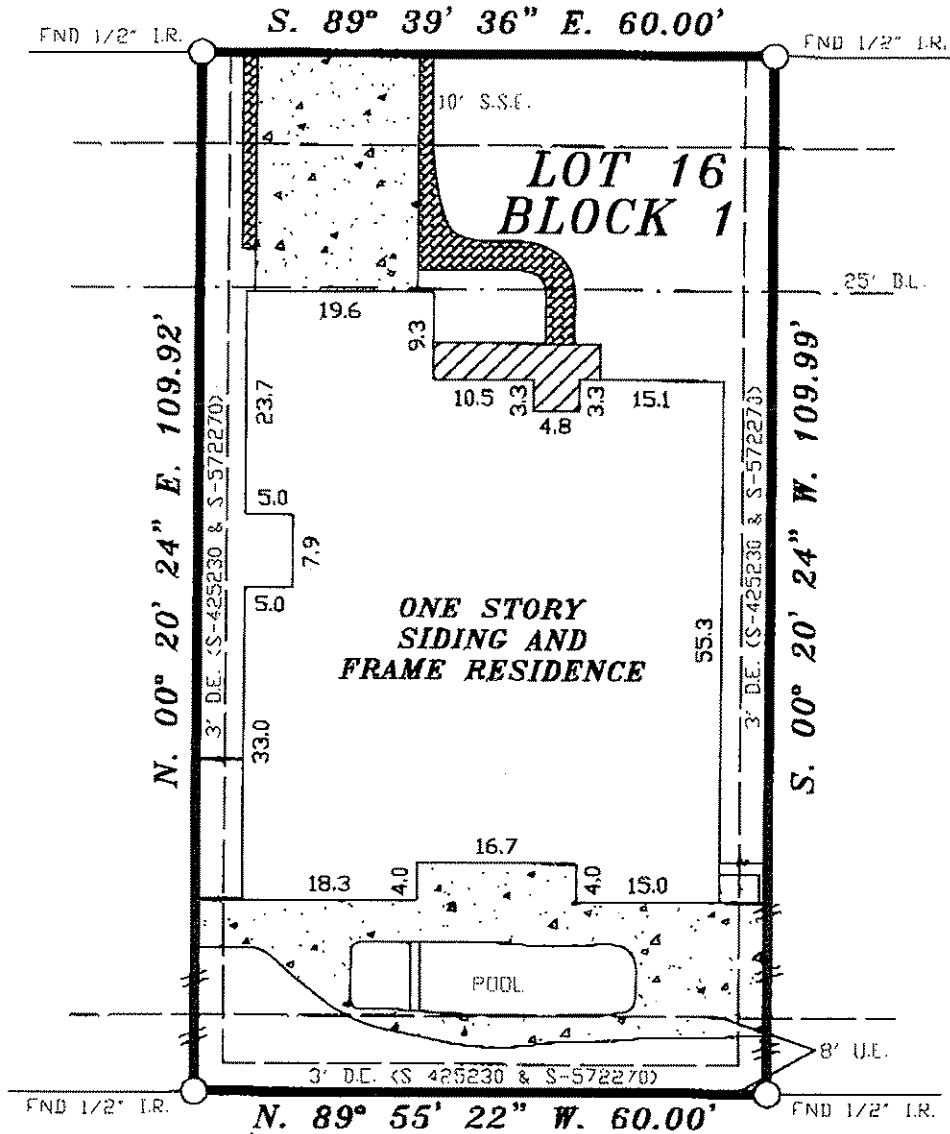 S. 89° 39' 36" E. 60.00'
FND 1/2" I.R.
FND 1/2" I.R.
10' S.S.E.
LOT 16
BLOCK 1
25' B.L.
19.6
9.3
10.5
3.3
4.8
3.3
15.1
23.7
5.0
7.9
5.0
33.0
N. 00° 20' 24" E. 109.92'
3' D.E. (S-425230 & S-572270)
ONE STORY
SIDING AND
FRAME RESIDENCE
55.3
3' D.E. (S-425230 & S-572270)
S. 00° 20' 24" W. 109.99'
16.7
18.3
4.0
4.0
15.0
POOL
8' U.E.
3' D.E. (S 425230 & S-572270)
FND 1/2" I.R.
FND 1/2" I.R.
N. 89° 55' 22" W. 60.00'